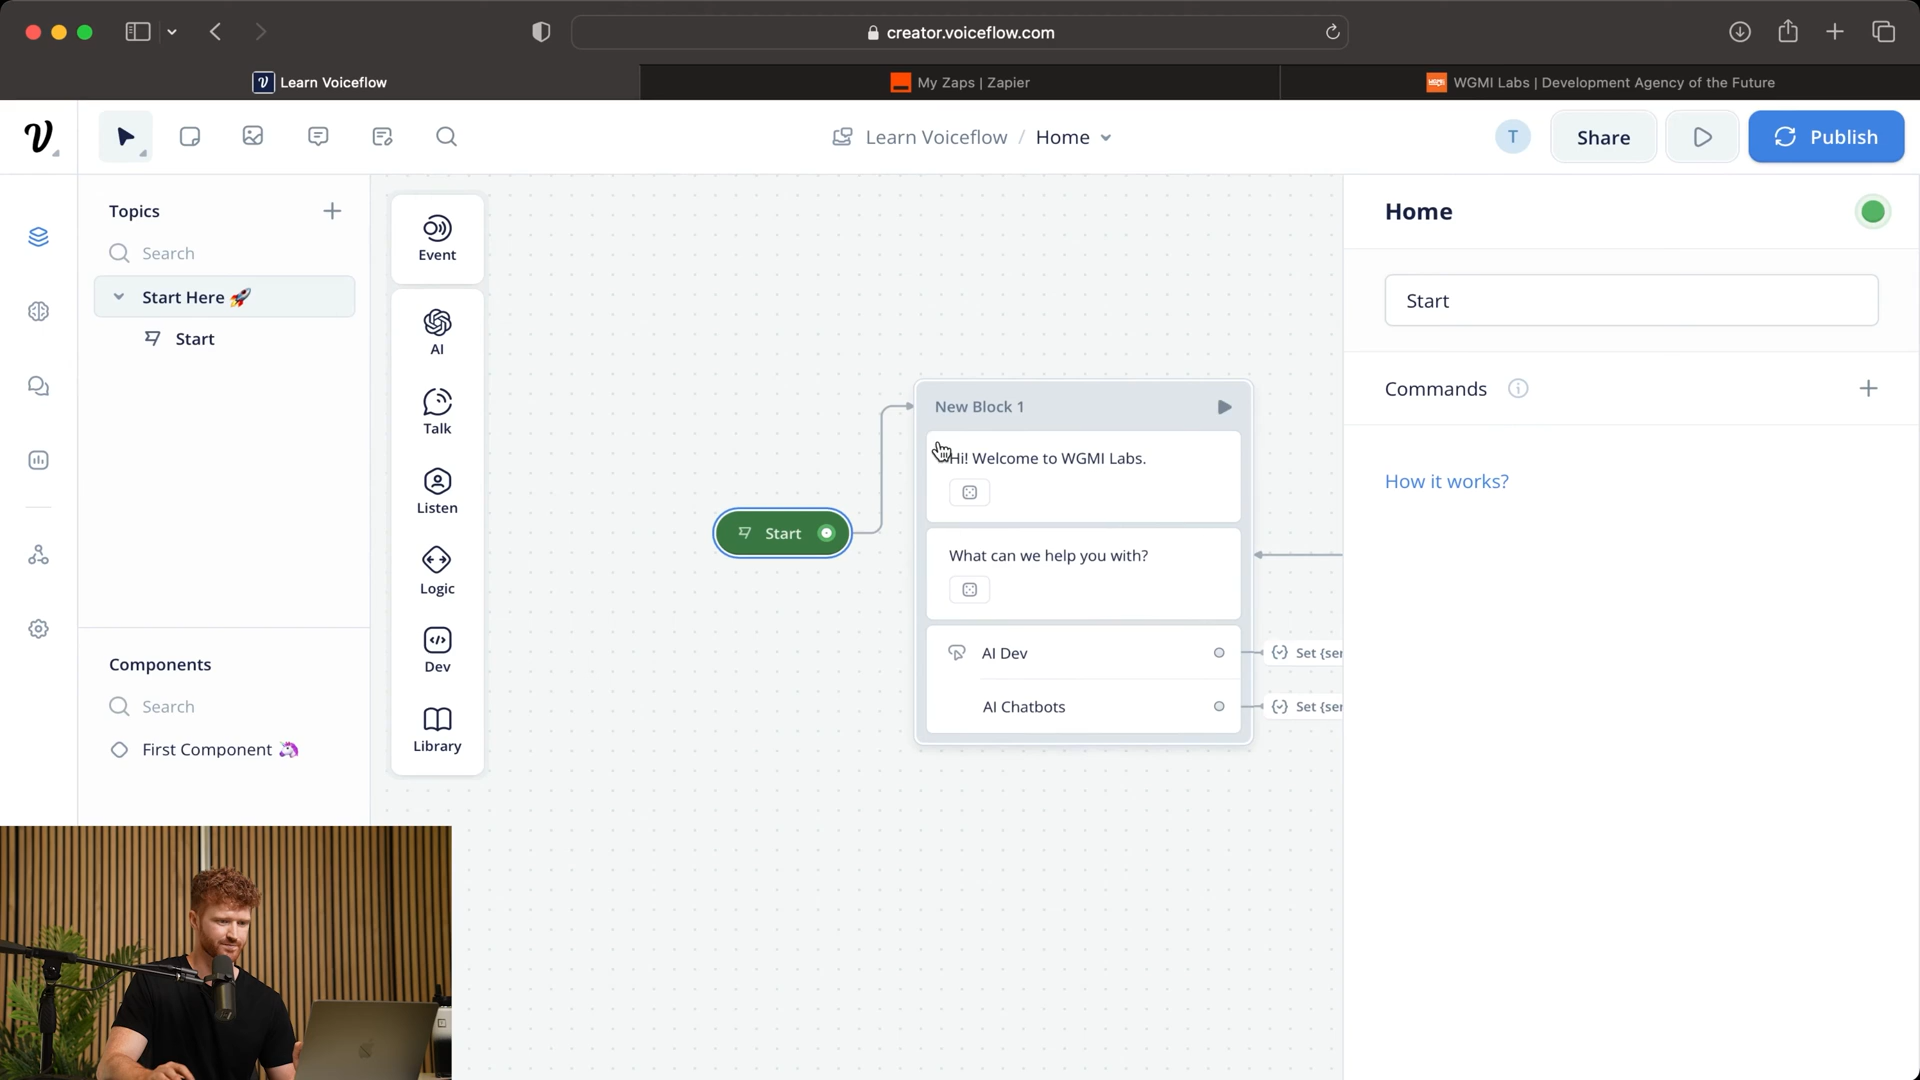 creator.voiceflow.com
Learn Voiceflow
My Zaps | Zapier
WGMI Labs | Development Agency of the Future
Learn Voiceflow / Home
T
Share
Publish
Topics
Search
Start Here 🚀
Start
Components
Search
First Component 🦄
Event
AI
Talk
Listen
Logic
Dev
Library
Start
New Block 1
Hi! Welcome to WGMI Labs.
What can we help you with?
AI Dev
AI Chatbots
Set {ser
Set {ser
Home
Start
Commands
How it works?